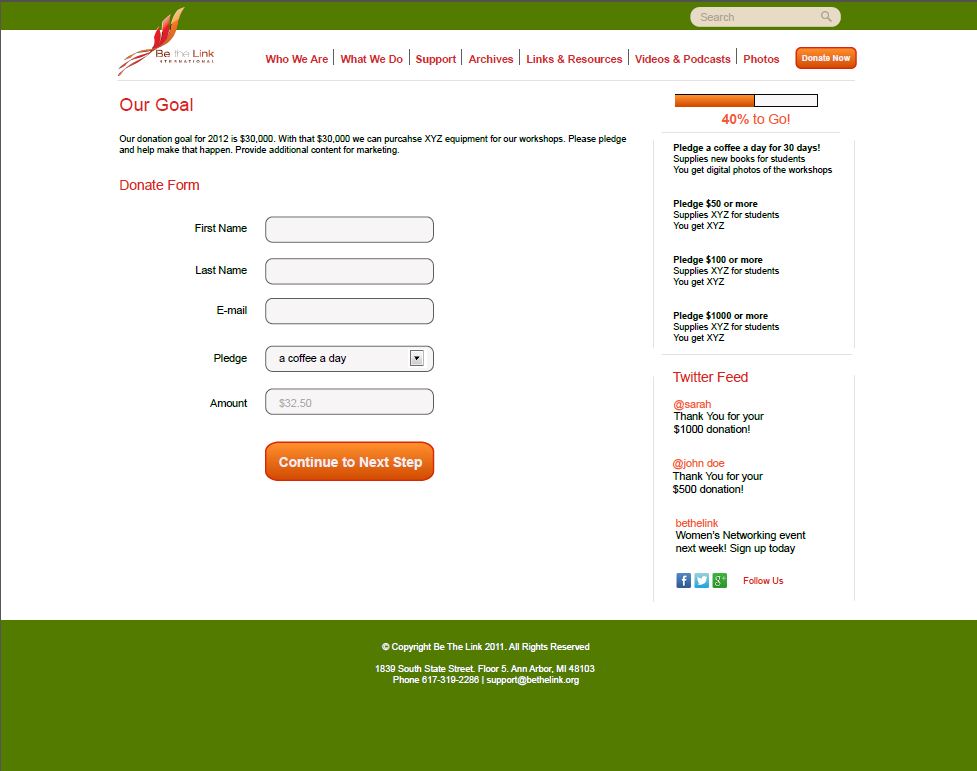 Search
Be the Link
INTERNATIONAL
Who We Are | What We Do | Support | Archives | Links & Resources | Videos & Podcasts | Photos
Donate Now
Our Goal
Our donation goal for 2012 is $30,000. With that $30,000 we can purcahse XYZ equipment for our workshops. Please pledge
and help make that happen. Provide additional content for marketing.
Donate Form
First Name
Last Name
E-mail
Pledge
a coffee a day
Amount
$32.50
Continue to Next Step
40% to Go!
Pledge a coffee a day for 30 days!
Supplies new books for students
You get digital photos of the workshops
Pledge $50 or more
Supplies XYZ for students
You get XYZ
Pledge $100 or more
Supplies XYZ for students
You get XYZ
Pledge $1000 or more
Supplies XYZ for students
You get XYZ
Twitter Feed
@sarah
Thank You for your
$1000 donation!
@john doe
Thank You for your
$500 donation!
bethelink
Women's Networking event
next week! Sign up today
Follow Us
© Copyright Be The Link 2011. All Rights Reserved
1839 South State Street. Floor 5. Ann Arbor, MI 48103
Phone 617-319-2286 | support@bethelink.org